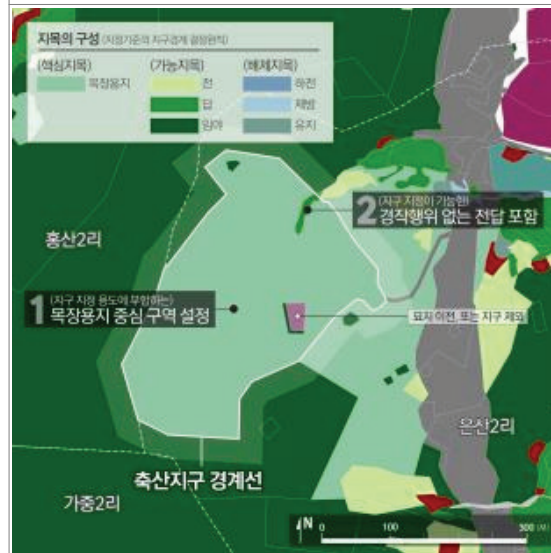 지목의 구성 (지정기준의 지구경계 결정원칙)
(핵심지목) (가능지목) (배제지목)
목장용지 전 하천
답 제방
임야 유지
2 (지구 지정이 가능한)
경작행위 없는 전답 포함
홍산2리
1 (지구 지정 용도에 부합하는)
목장용지 중심 구역 설정
묘지 이전, 또는 지구 제외
은산2리
축산지구 경계선
가중2리
N 0 100 300 (M)